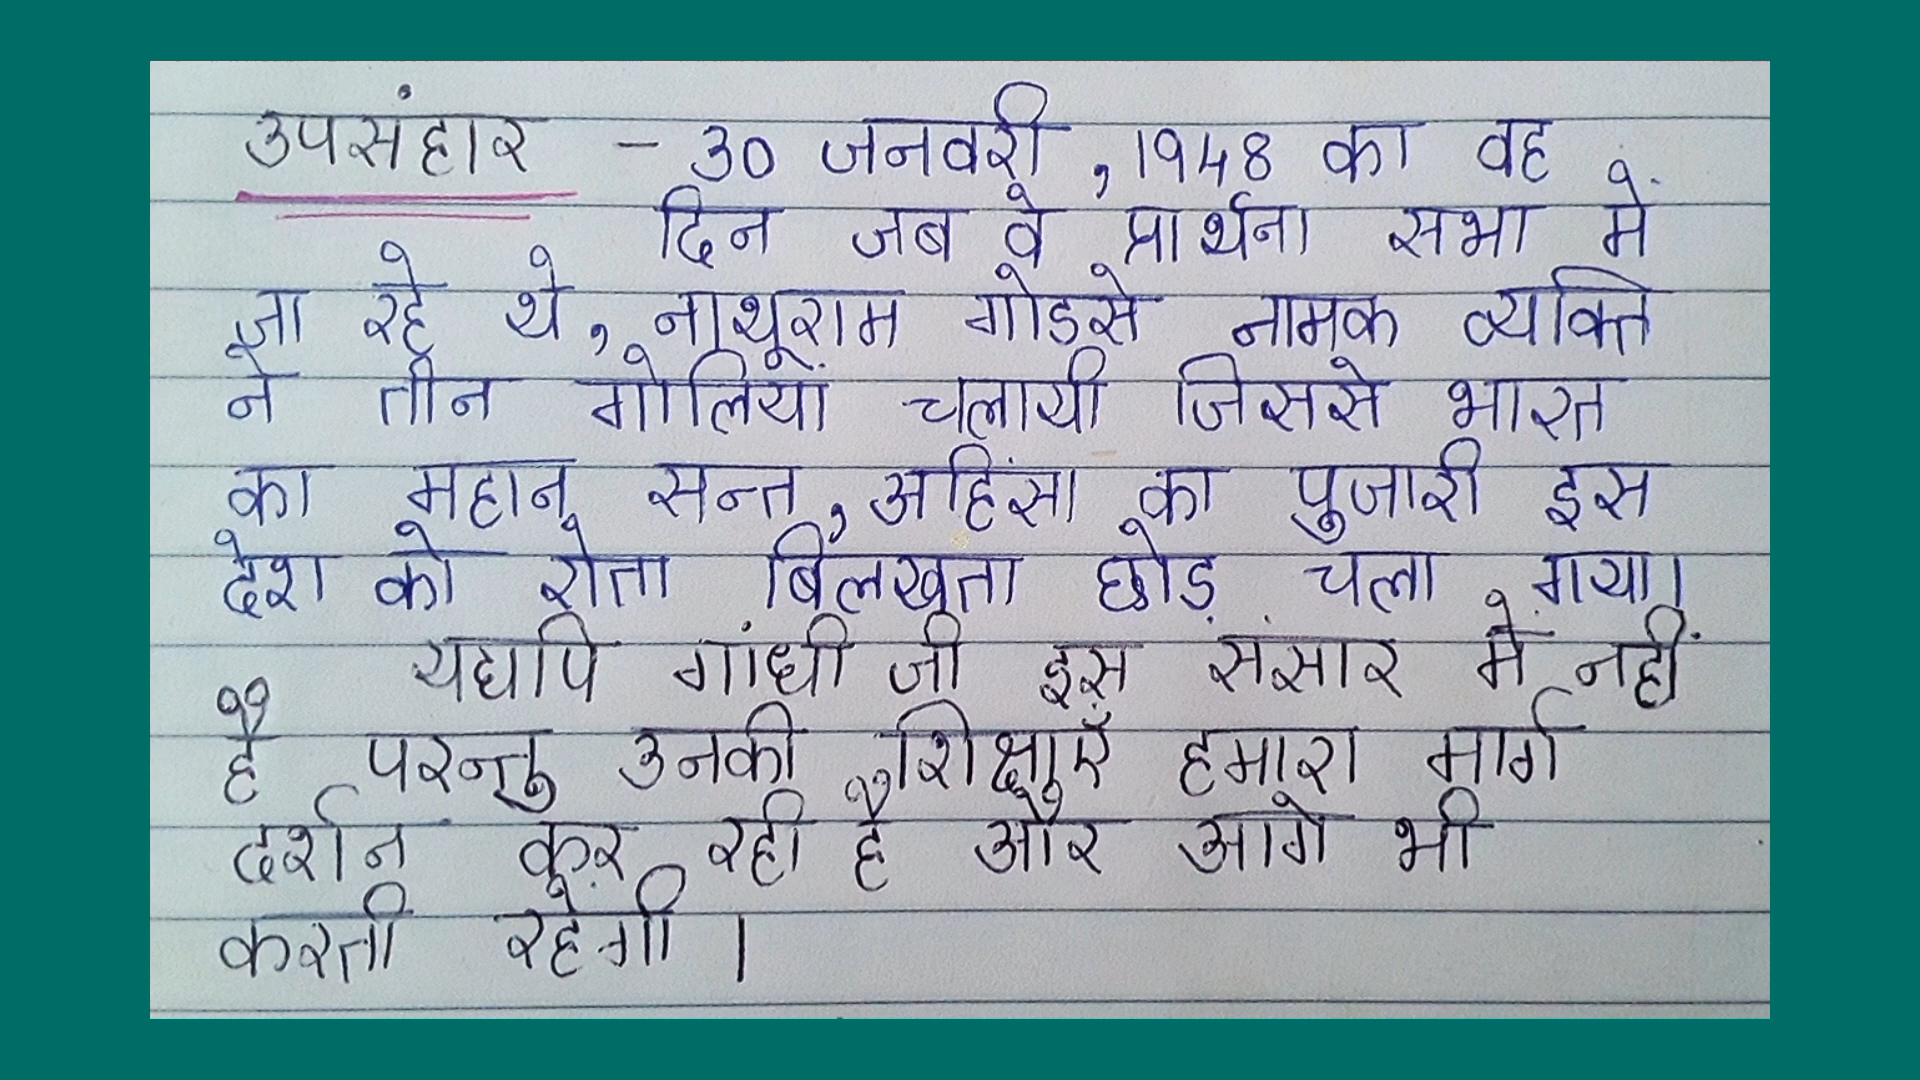 उपसंहार - 30 जनवरी, 1948 का वह
दिन जब वे प्रार्थना सभा में
जा रहे थे, नाथूराम गोडसे नामक व्यक्ति
ने तीन गोलियां चलायी जिससे भारत
का महान सन्त, अहिंसा का पुजारी इस
देश को रोता बिलखता छोड़ चला गया।
यद्यपि गांधी जी इस संसार में नहीं
है परन्तु उनकी शिक्षाएँ हमारा मार्ग
दर्शन कर रही है और आगे भी
करती रहेगी।